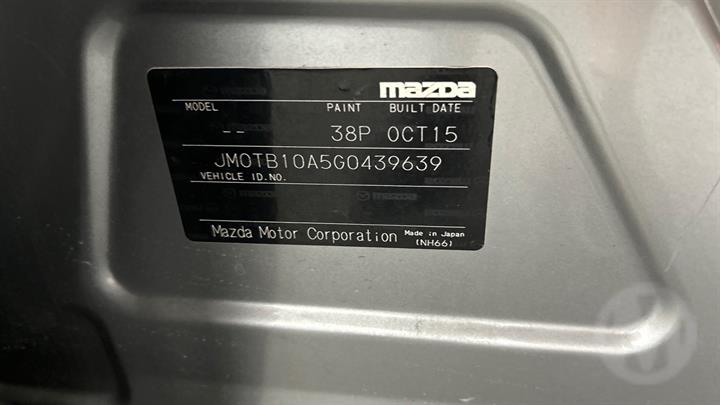 mazda
MODEL PAINT BUILT DATE
-- 38P OCT15
JM0TB10A5G0439639
VEHICLE ID.NO.
Mazda Motor Corporation Made in Japan
(NH66)